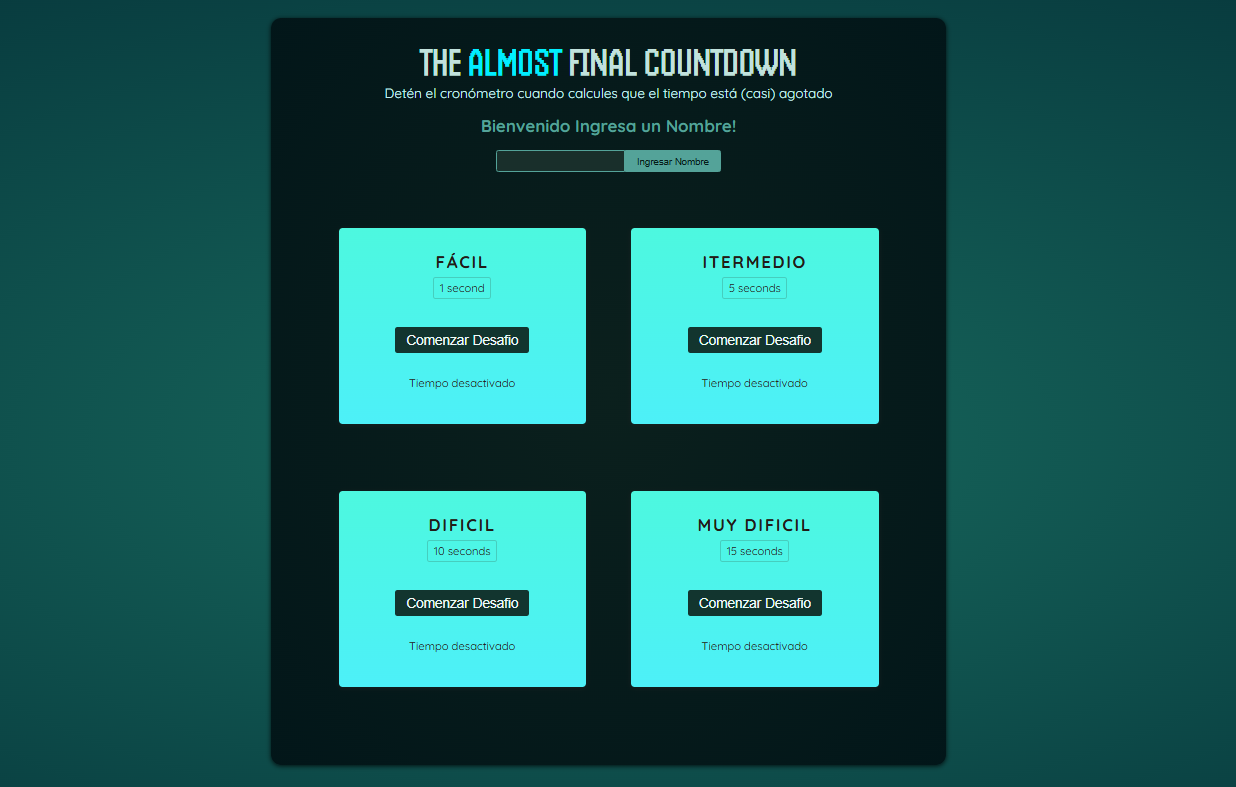 THE ALMOST FINAL COUNTDOWN
Detén el cronómetro cuando calcules que el tiempo está (casi) agotado
Bienvenido Ingresa un Nombre!
Ingresar Nombre
FÁCIL
1 second
Comenzar Desafio
Tiempo desactivado
ITERMEDIO
5 seconds
Comenzar Desafio
Tiempo desactivado
DIFICIL
10 seconds
Comenzar Desafio
Tiempo desactivado
MUY DIFICIL
15 seconds
Comenzar Desafio
Tiempo desactivado